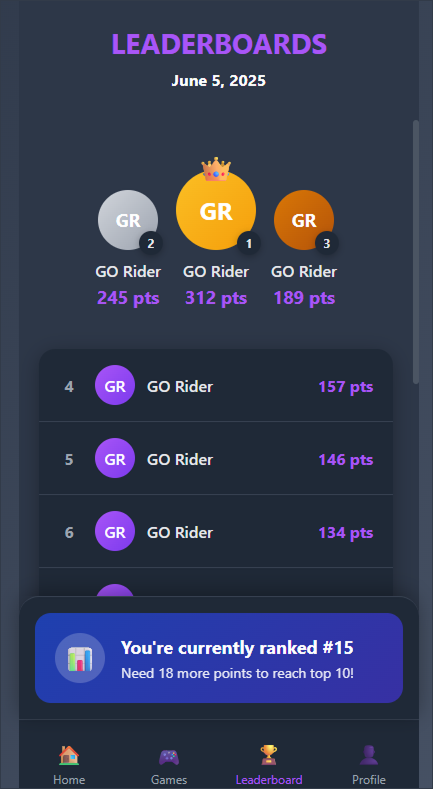 LEADERBOARDS
June 5, 2025
GR
2
GO Rider
245 pts
GR
1
GO Rider
312 pts
GR
3
GO Rider
189 pts
4 GR GO Rider 157 pts
5 GR GO Rider 146 pts
6 GR GO Rider 134 pts
You're currently ranked #15
Need 18 more points to reach top 10!
Home Games Leaderboard Profile